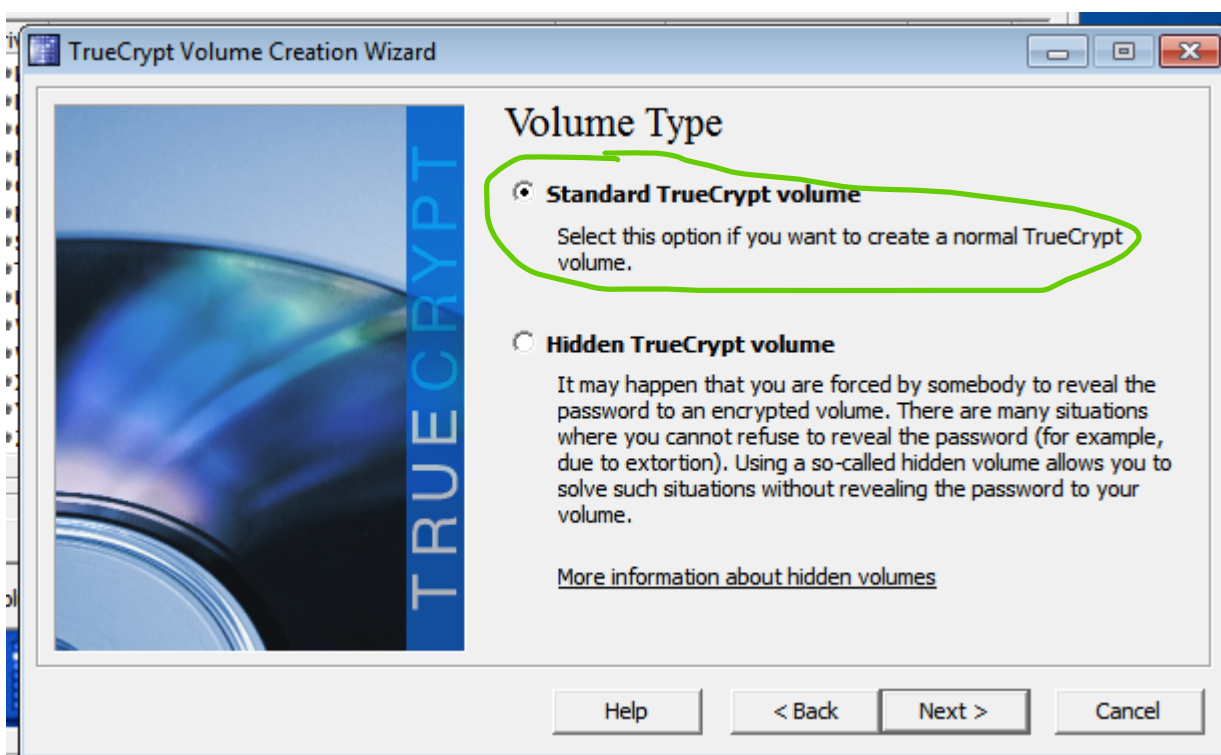 TrueCrypt Volume Creation Wizard
TRUECRYPT
Volume Type
Standard TrueCrypt volume
Select this option if you want to create a normal TrueCrypt
volume.
Hidden TrueCrypt volume
It may happen that you are forced by somebody to reveal the
password to an encrypted volume. There are many situations
where you cannot refuse to reveal the password (for example,
due to extortion). Using a so-called hidden volume allows you to
solve such situations without revealing the password to your
volume.
More information about hidden volumes
Help
< Back
Next >
Cancel